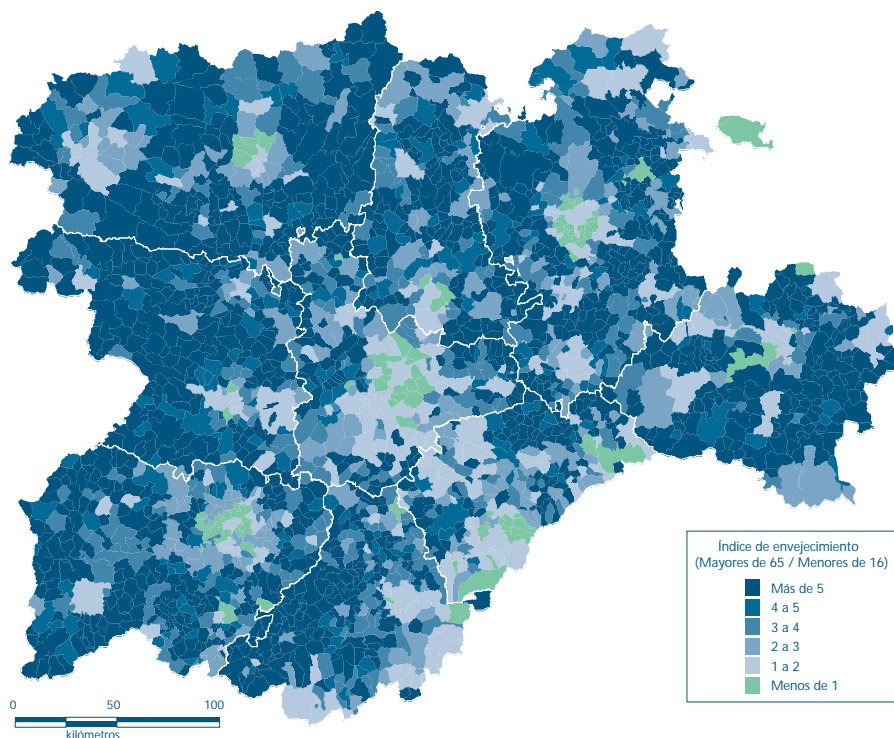 Índice de envejecimiento
(Mayores de 65 / Menores de 16)
Más de 5
4 a 5
3 a 4
2 a 3
1 a 2
Menos de 1
0 50 100
kilómetros